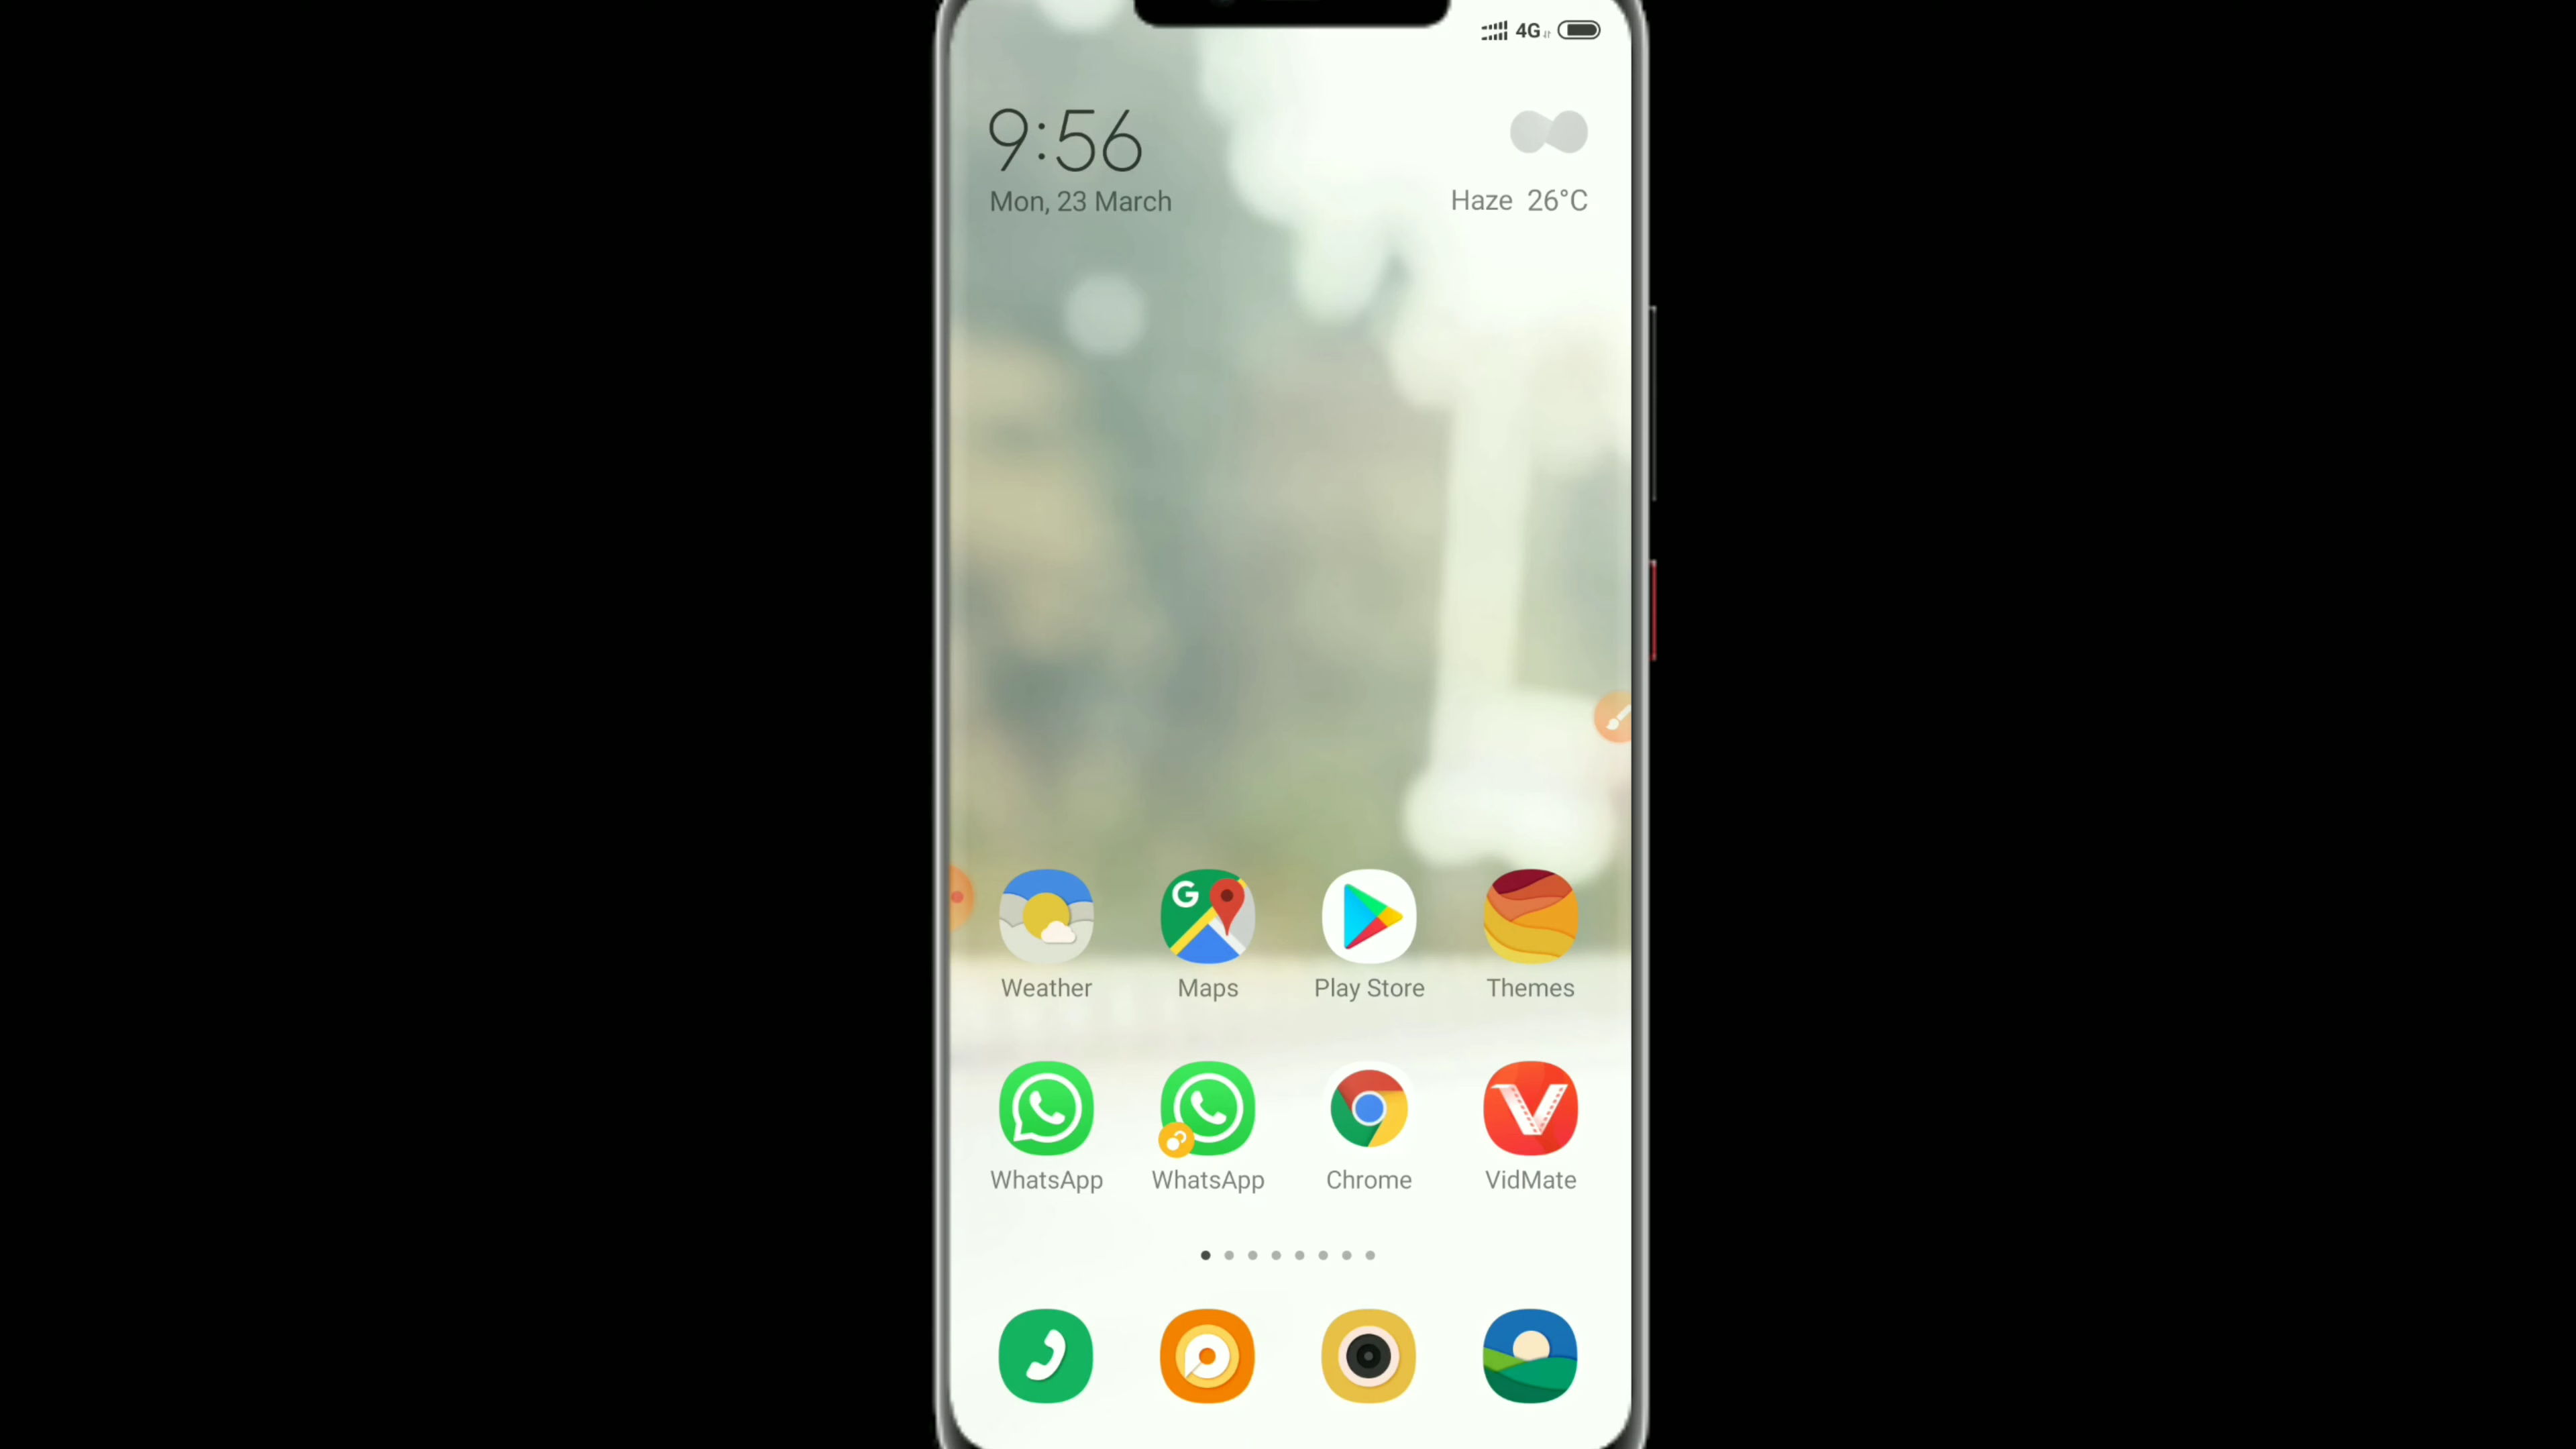 4G
9:56
Mon, 23 March
Haze 26°C
G
Weather Maps Play Store Themes
WhatsApp WhatsApp Chrome VidMate